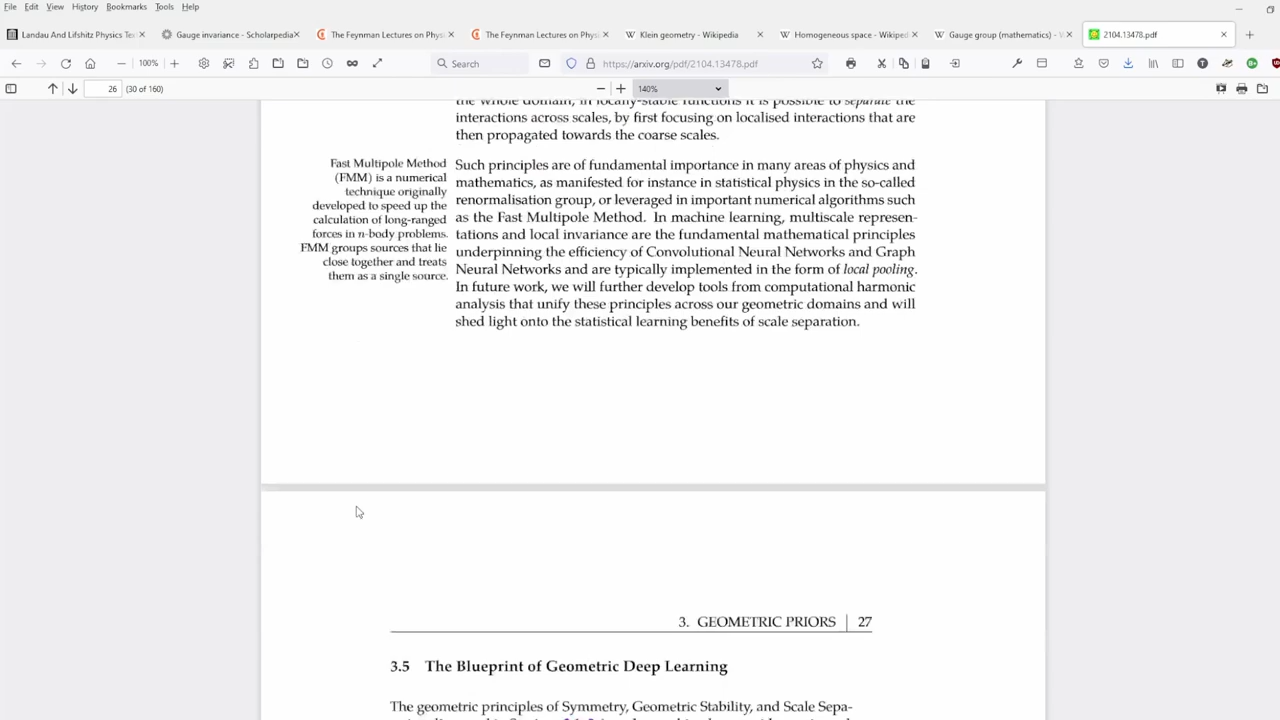 File Edit View History Bookmarks Tools Help
Landau And Lifshitz Physics Te
Gauge invariance - Scholarpedia
The Feynman Lectures on Physi
The Feynman Lectures on Physi
Klein geometry - Wikipedia
Homogeneous space - Wikiped
Gauge group (mathematics) - W
2104.13478.pdf
100%
Search
https://arxiv.org/pdf/2104.13478.pdf
26 (30 of 160)
140%
the whole domain, in locally-stable functions it is possible to separate the
interactions across scales, by first focusing on localised interactions that are
then propagated towards the coarse scales.
Fast Multipole Method
(FMM) is a numerical
technique originally
developed to speed up the
calculation of long-ranged
forces in n-body problems.
FMM groups sources that lie
close together and treats
them as a single source.
Such principles are of fundamental importance in many areas of physics and
mathematics, as manifested for instance in statistical physics in the so-called
renormalisation group, or leveraged in important numerical algorithms such
as the Fast Multipole Method. In machine learning, multiscale represen-
tations and local invariance are the fundamental mathematical principles
underpinning the efficiency of Convolutional Neural Networks and Graph
Neural Networks and are typically implemented in the form of local pooling.
In future work, we will further develop tools from computational harmonic
analysis that unify these principles across our geometric domains and will
shed light onto the statistical learning benefits of scale separation.
3. GEOMETRIC PRIORS 27
3.5 The Blueprint of Geometric Deep Learning
The geometric principles of Symmetry, Geometric Stability, and Scale Sepa-